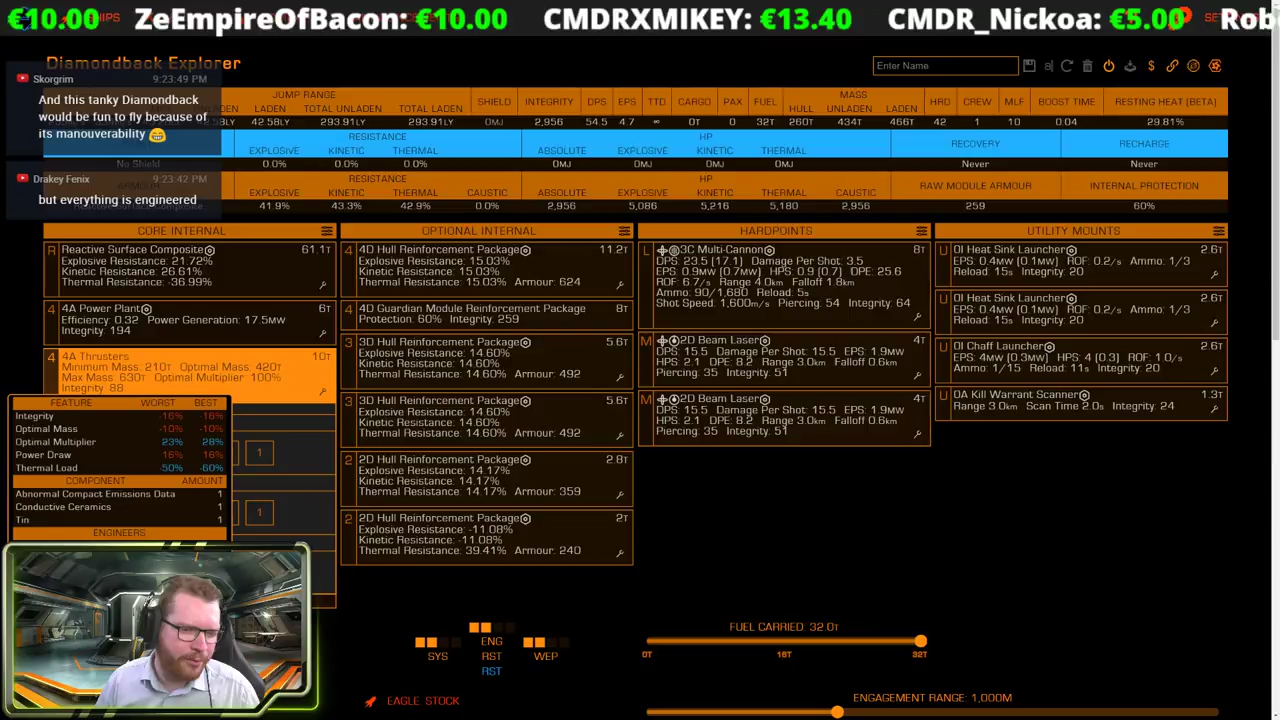 €10.00 ZeEmpireOfBacon: €10.00 CMDRXMIKEY: €13.40 CMDR_Nickoa: €5.00 Rob
Diamondback Explorer
Enter Name
Skorgrim 9:23:49 PM
And this tanky Diamondback
would be fun to fly because of
its manouverability
Drakey Fenix 9:23:42 PM
but everything is engineered
JUMP RANGE SHIELD INTEGRITY DPS EPS TTD CARGO PAX FUEL MASS HRD CREW MLF BOOST TIME RESTING HEAT (BETA)
LADEN TOTAL UNLADEN TOTAL LADEN HULL UNLADEN LADEN
42.58LY 293.91LY 293.91LY 0MJ 2,956 54.5 4.7 ∞ 0T 0 32T 260T 434T 466T 42 1 10 0.04 29.81%
RESISTANCE HP RECOVERY RECHARGE
EXPLOSIVE KINETIC THERMAL ABSOLUTE EXPLOSIVE KINETIC THERMAL
No Shield 0.0% 0.0% 0.0% 0MJ 0MJ 0MJ 0MJ Never Never
RESISTANCE HP RAW MODULE ARMOUR INTERNAL PROTECTION
EXPLOSIVE KINETIC THERMAL CAUSTIC ABSOLUTE EXPLOSIVE KINETIC THERMAL CAUSTIC
41.9% 43.3% 42.9% 0.0% 2,956 5,086 5,216 5,180 2,956 259 60%
CORE INTERNAL
R Reactive Surface Composite 61.1T
Explosive Resistance: 21.72%
Kinetic Resistance: 26.61%
Thermal Resistance: -36.99%
4 4A Power Plant 6T
Efficiency: 0.32 Power Generation: 17.5MW
Integrity: 194
4 4A Thrusters 10T
Minimum Mass: 210T Optimal Mass: 420T
Max Mass: 630T Optimal Multiplier: 100%
Integrity: 88
FEATURE WORST BEST
Integrity -16% -16%
Optimal Mass -10% -10%
Optimal Multiplier 23% 28%
Power Draw 16% 16%
Thermal Load -50% -60%
COMPONENT AMOUNT
Abnormal Compact Emissions Data 1
Conductive Ceramics 1
Tin 1
ENGINEERS
1
1
OPTIONAL INTERNAL
4 4D Hull Reinforcement Package 11.2T
Explosive Resistance: 15.03%
Kinetic Resistance: 15.03%
Thermal Resistance: 15.03% Armour: 624
4 4D Guardian Module Reinforcement Package 8T
Protection: 60% Integrity: 259
3 3D Hull Reinforcement Package 5.6T
Explosive Resistance: 14.60%
Kinetic Resistance: 14.60%
Thermal Resistance: 14.60% Armour: 492
3 3D Hull Reinforcement Package 5.6T
Explosive Resistance: 14.60%
Kinetic Resistance: 14.60%
Thermal Resistance: 14.60% Armour: 492
2 2D Hull Reinforcement Package 2.8T
Explosive Resistance: 14.17%
Kinetic Resistance: 14.17%
Thermal Resistance: 14.17% Armour: 359
2 2D Hull Reinforcement Package 2T
Explosive Resistance: -11.08%
Kinetic Resistance: -11.08%
Thermal Resistance: 39.41% Armour: 240
HARDPOINTS
L 3C Multi-Cannon 8T
DPS: 23.5 (17.1) Damage Per Shot: 3.5
EPS: 0.9MW (0.7MW) HPS: 0.9 (0.7) DPE: 25.6
ROF: 6.7/s Range 4.0km Falloff 1.8km
Ammo: 90/1,680 Reload: 5s
Shot Speed: 1,600m/s Piercing: 54 Integrity: 64
M 2D Beam Laser 4T
DPS: 15.5 Damage Per Shot: 15.5 EPS: 1.9MW
HPS: 2.1 DPE: 8.2 Range 3.0km Falloff 0.6km
Piercing: 35 Integrity: 51
M 2D Beam Laser 4T
DPS: 15.5 Damage Per Shot: 15.5 EPS: 1.9MW
HPS: 2.1 DPE: 8.2 Range 3.0km Falloff 0.6km
Piercing: 35 Integrity: 51
UTILITY MOUNTS
U 0I Heat Sink Launcher 2.6T
EPS: 0.4MW (0.1MW) ROF: 0.2/s Ammo: 1/3
Reload: 15s Integrity: 20
U 0I Heat Sink Launcher 2.6T
EPS: 0.4MW (0.1MW) ROF: 0.2/s Ammo: 1/3
Reload: 15s Integrity: 20
U 0I Chaff Launcher 2.6T
EPS: 4MW (0.3MW) HPS: 4 (0.3) ROF: 1.0/s
Ammo: 1/15 Reload: 11s Integrity: 20
U 0A Kill Warrant Scanner 1.3T
Range 3.0km Scan Time 2.0s Integrity: 24
SYS ENG WEP
RST
RST
FUEL CARRIED: 32.0T
0T 16T 32T
EAGLE, STOCK
ENGAGEMENT RANGE: 1,000M